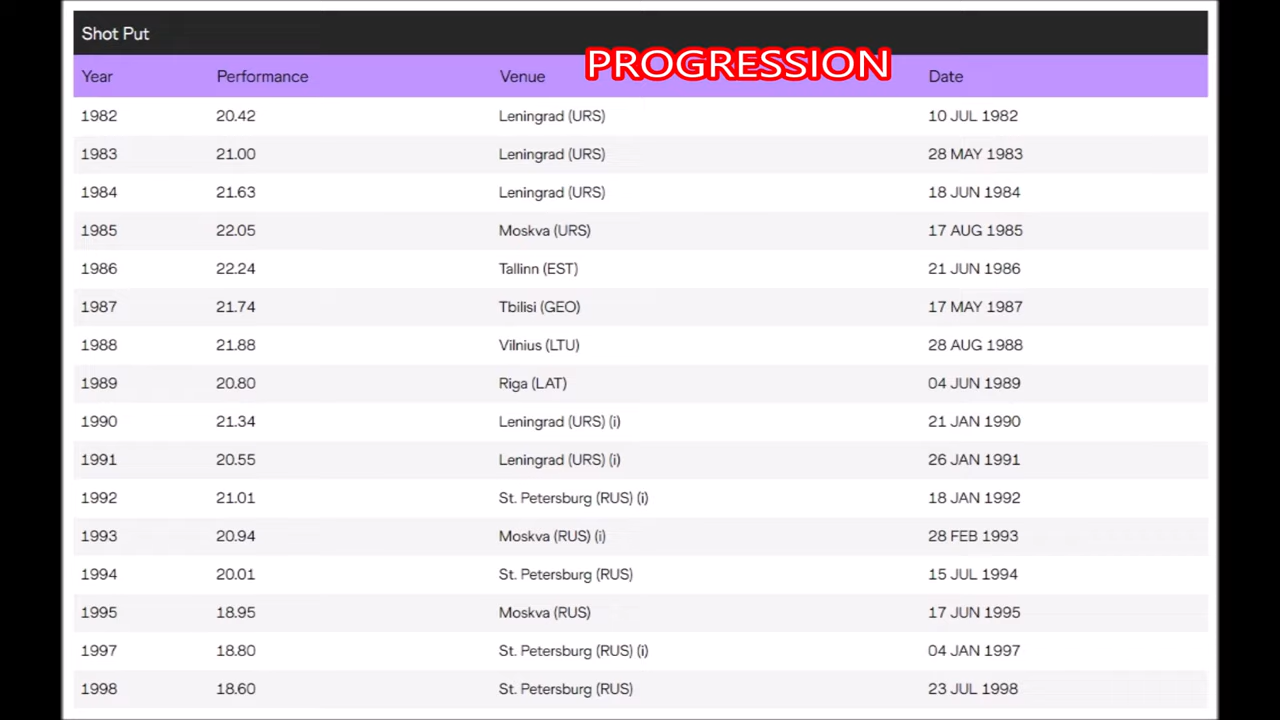 Shot Put
PROGRESSION
Year Performance Venue Date
1982 20.42 Leningrad (URS) 10 JUL 1982
1983 21.00 Leningrad (URS) 28 MAY 1983
1984 21.63 Leningrad (URS) 18 JUN 1984
1985 22.05 Moskva (URS) 17 AUG 1985
1986 22.24 Tallinn (EST) 21 JUN 1986
1987 21.74 Tbilisi (GEO) 17 MAY 1987
1988 21.88 Vilnius (LTU) 28 AUG 1988
1989 20.80 Riga (LAT) 04 JUN 1989
1990 21.34 Leningrad (URS) (i) 21 JAN 1990
1991 20.55 Leningrad (URS) (i) 26 JAN 1991
1992 21.01 St. Petersburg (RUS) (i) 18 JAN 1992
1993 20.94 Moskva (RUS) (i) 28 FEB 1993
1994 20.01 St. Petersburg (RUS) 15 JUL 1994
1995 18.95 Moskva (RUS) 17 JUN 1995
1997 18.80 St. Petersburg (RUS) (i) 04 JAN 1997
1998 18.60 St. Petersburg (RUS) 23 JUL 1998